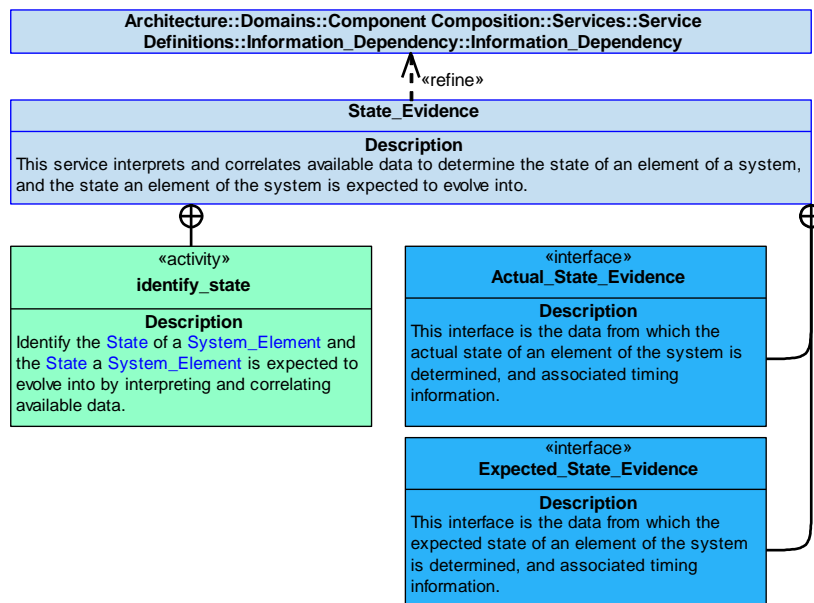 Architecture::Domains::Component Composition::Services::Service
Definitions::Information_Dependency::Information_Dependency
«refine»
State_Evidence
Description
This service interprets and correlates available data to determine the state of an element of a system,
and the state an element of the system is expected to evolve into.
«activity»
identify_state
Description
Identify the State of a System_Element and
the State a System_Element is expected to
evolve into by interpreting and correlating
available data.
«interface»
Actual_State_Evidence
Description
This interface is the data from which the
actual state of an element of the system is
determined, and associated timing
information.
«interface»
Expected_State_Evidence
Description
This interface is the data from which the
expected state of an element of the system
is determined, and associated timing
information.